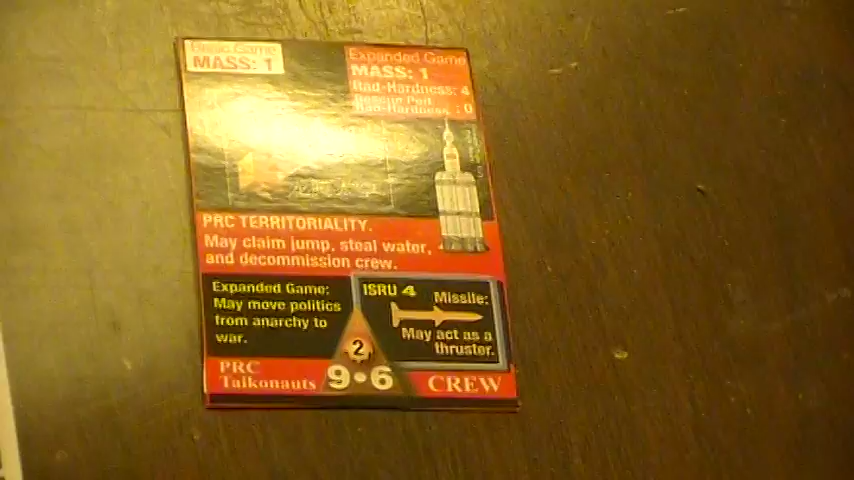 Basic Game
MASS: 1
Expanded Game
MASS: 1
Rad-Hardness: 4
Rescue Pod
Rad-Hardness: 0
PRC TERRITORIALITY.
May claim jump, steal water,
and decommission crew.
Expanded Game:
May move politics
from anarchy to
war.
ISRU 4
Missile:
May act as a
thruster.
2
9•6
PRC
Taikonauts
CREW